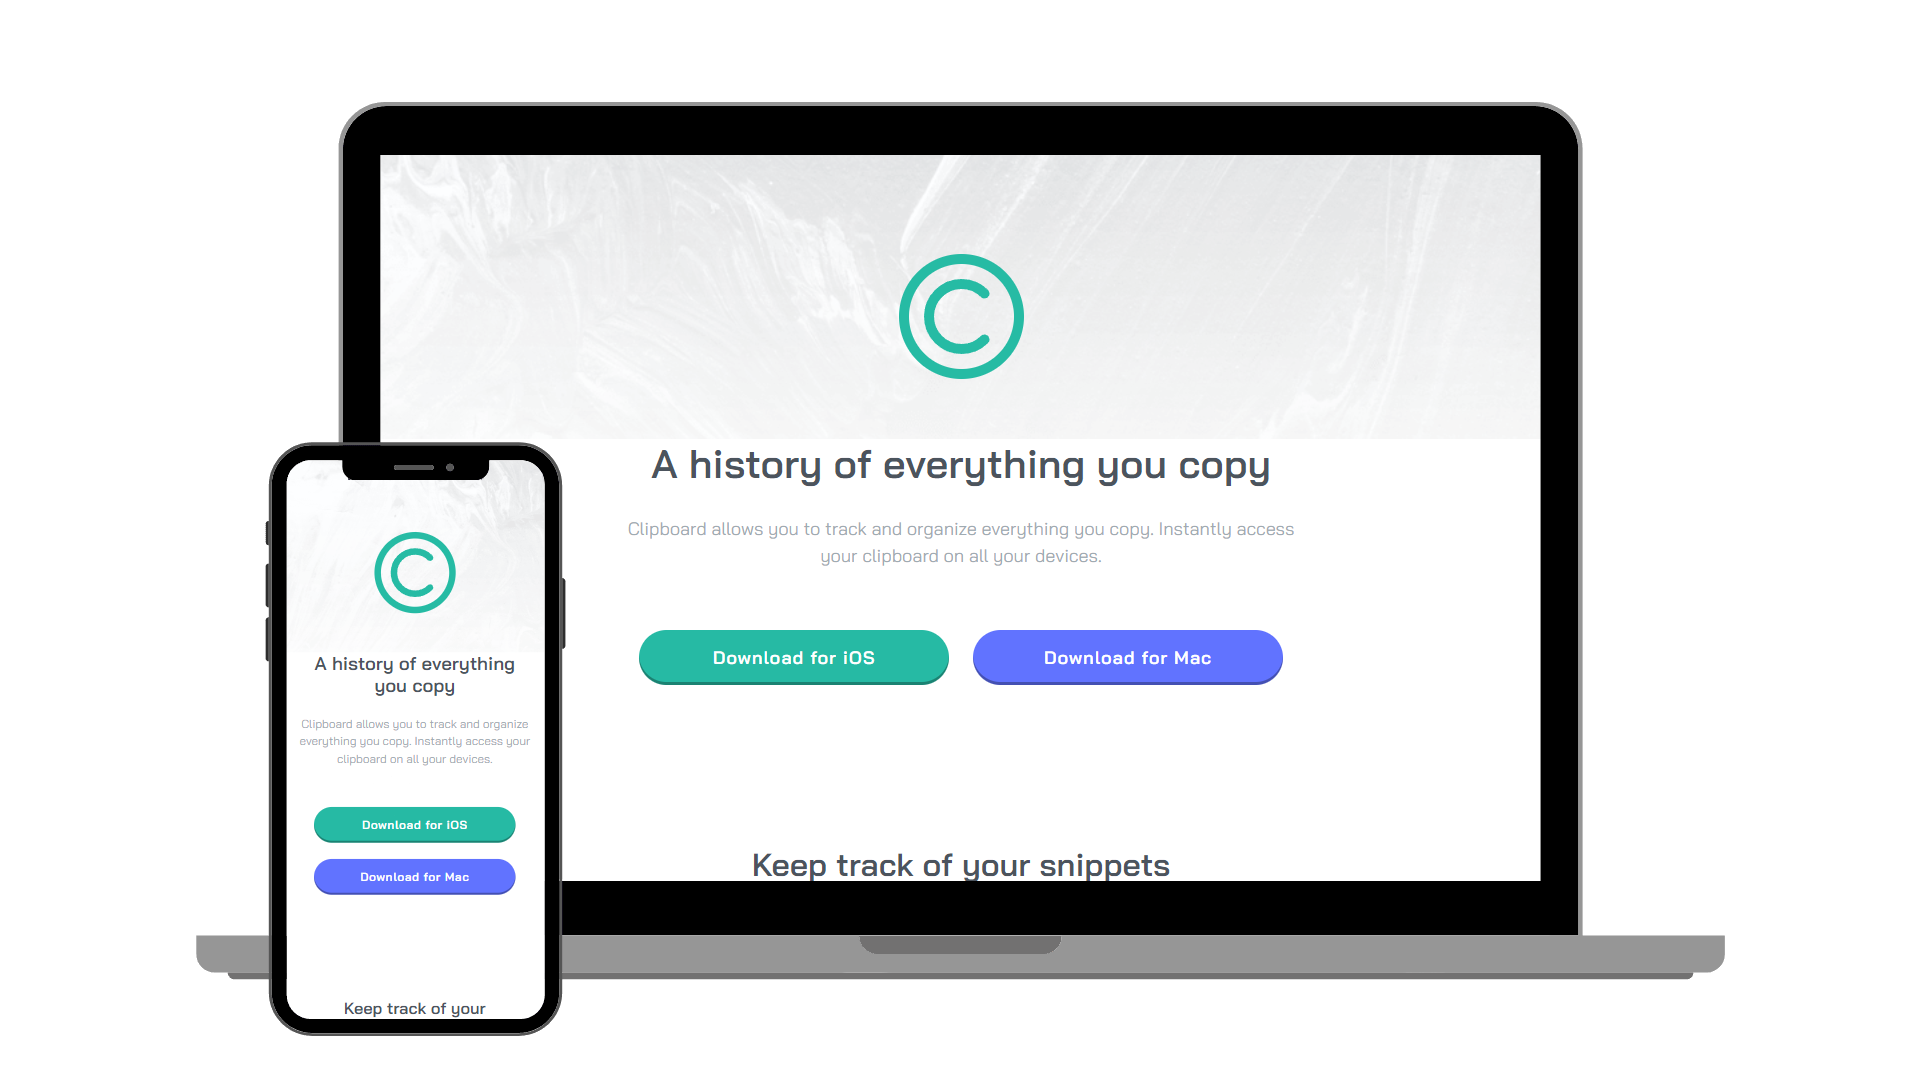 A history of everything you copy
Clipboard allows you to track and organize everything you copy. Instantly access
your clipboard on all your devices.
Download for iOS
Download for Mac
Keep track of your snippets
A history of everything
you copy
Clipboard allows you to track and organize
everything you copy. Instantly access your
clipboard on all your devices.
Download for iOS
Download for Mac
Keep track of your